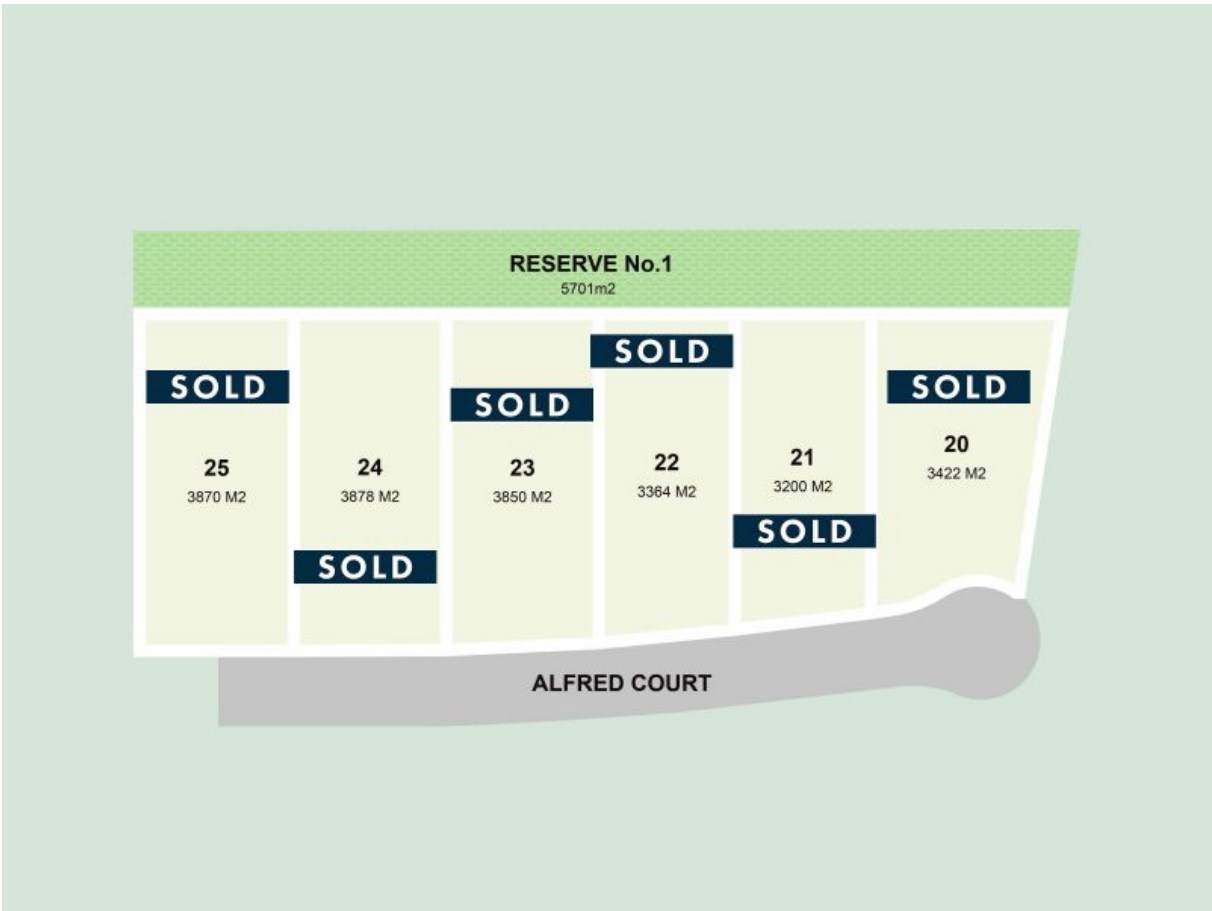 RESERVE No.1
5701m2
SOLD
25
3870 M2
24
3878 M2
SOLD
SOLD
23
3850 M2
SOLD
22
3364 M2
21
3200 M2
SOLD
SOLD
20
3422 M2
ALFRED COURT